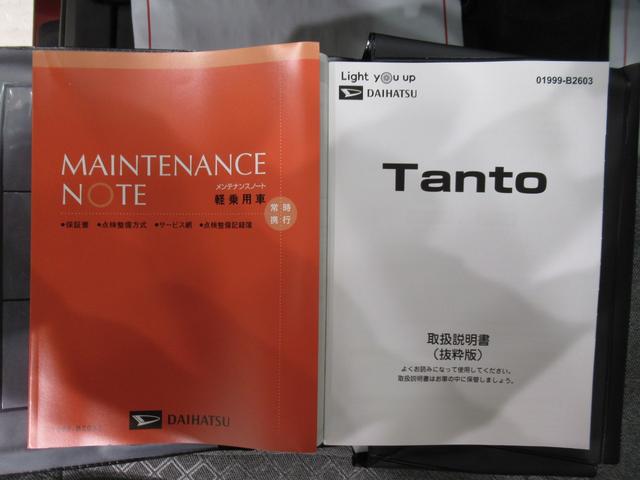 MAINTENANCE
NOTE
メンテナンスノート
軽乗用車
常時
携行
●保証書 ●点検整備方式 ●サービス網 ●点検整備記録簿
DAIHATSU
Light you up
DAIHATSU
01999-B2603
Tanto
取扱説明書
(抜粋版)
よくお読みになって使用してください。
取扱説明書はお車の中に保管しましょう。